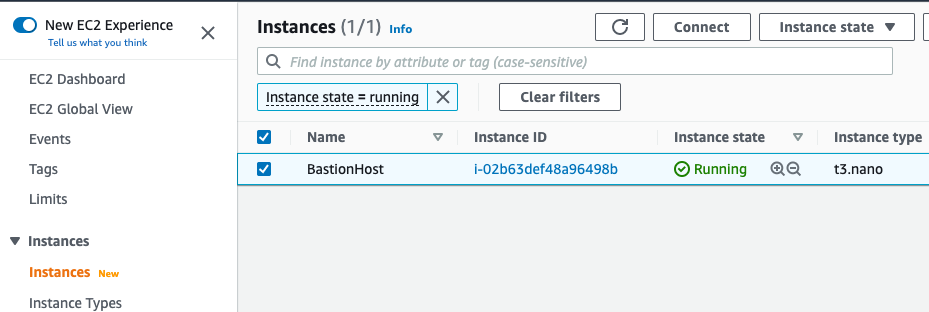 New EC2 Experience
Tell us what you think
EC2 Dashboard
EC2 Global View
Events
Tags
Limits
Instances
Instances New
Instance Types
Instances (1/1) Info
Connect
Instance state
Find instance by attribute or tag (case-sensitive)
Instance state = running
Clear filters
Name Instance ID Instance state Instance type
BastionHost i-02b63def48a96498b Running t3.nano